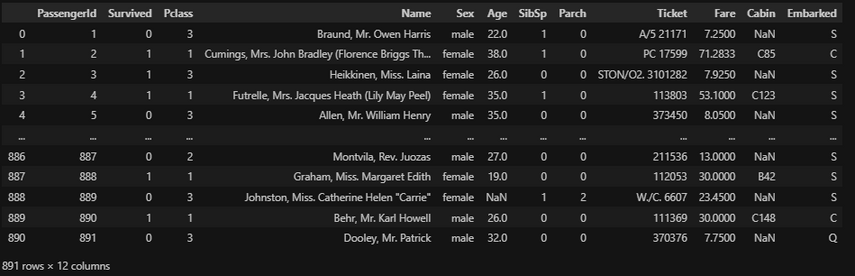 PassengerId Survived Pclass Name Sex Age SibSp Parch Ticket Fare Cabin Embarked
0 1 0 3 Braund, Mr. Owen Harris male 22.0 1 0 A/5 21171 7.2500 NaN S
1 2 1 1 Cumings, Mrs. John Bradley (Florence Briggs Th... female 38.0 1 0 PC 17599 71.2833 C85 C
2 3 1 3 Heikkinen, Miss. Laina female 26.0 0 0 STON/O2. 3101282 7.9250 NaN S
3 4 1 1 Futrelle, Mrs. Jacques Heath (Lily May Peel) female 35.0 1 0 113803 53.1000 C123 S
4 5 0 3 Allen, Mr. William Henry male 35.0 0 0 373450 8.0500 NaN S
... ... ... ... ... ... ... ... ... ... ... ... ...
886 887 0 2 Montvila, Rev. Juozas male 27.0 0 0 211536 13.0000 NaN S
887 888 1 1 Graham, Miss. Margaret Edith female 19.0 0 0 112053 30.0000 B42 S
888 889 0 3 Johnston, Miss. Catherine Helen "Carrie" female NaN 1 2 W./C. 6607 23.4500 NaN S
889 890 1 1 Behr, Mr. Karl Howell male 26.0 0 0 111369 30.0000 C148 C
890 891 0 3 Dooley, Mr. Patrick male 32.0 0 0 370376 7.7500 NaN Q
891 rows × 12 columns